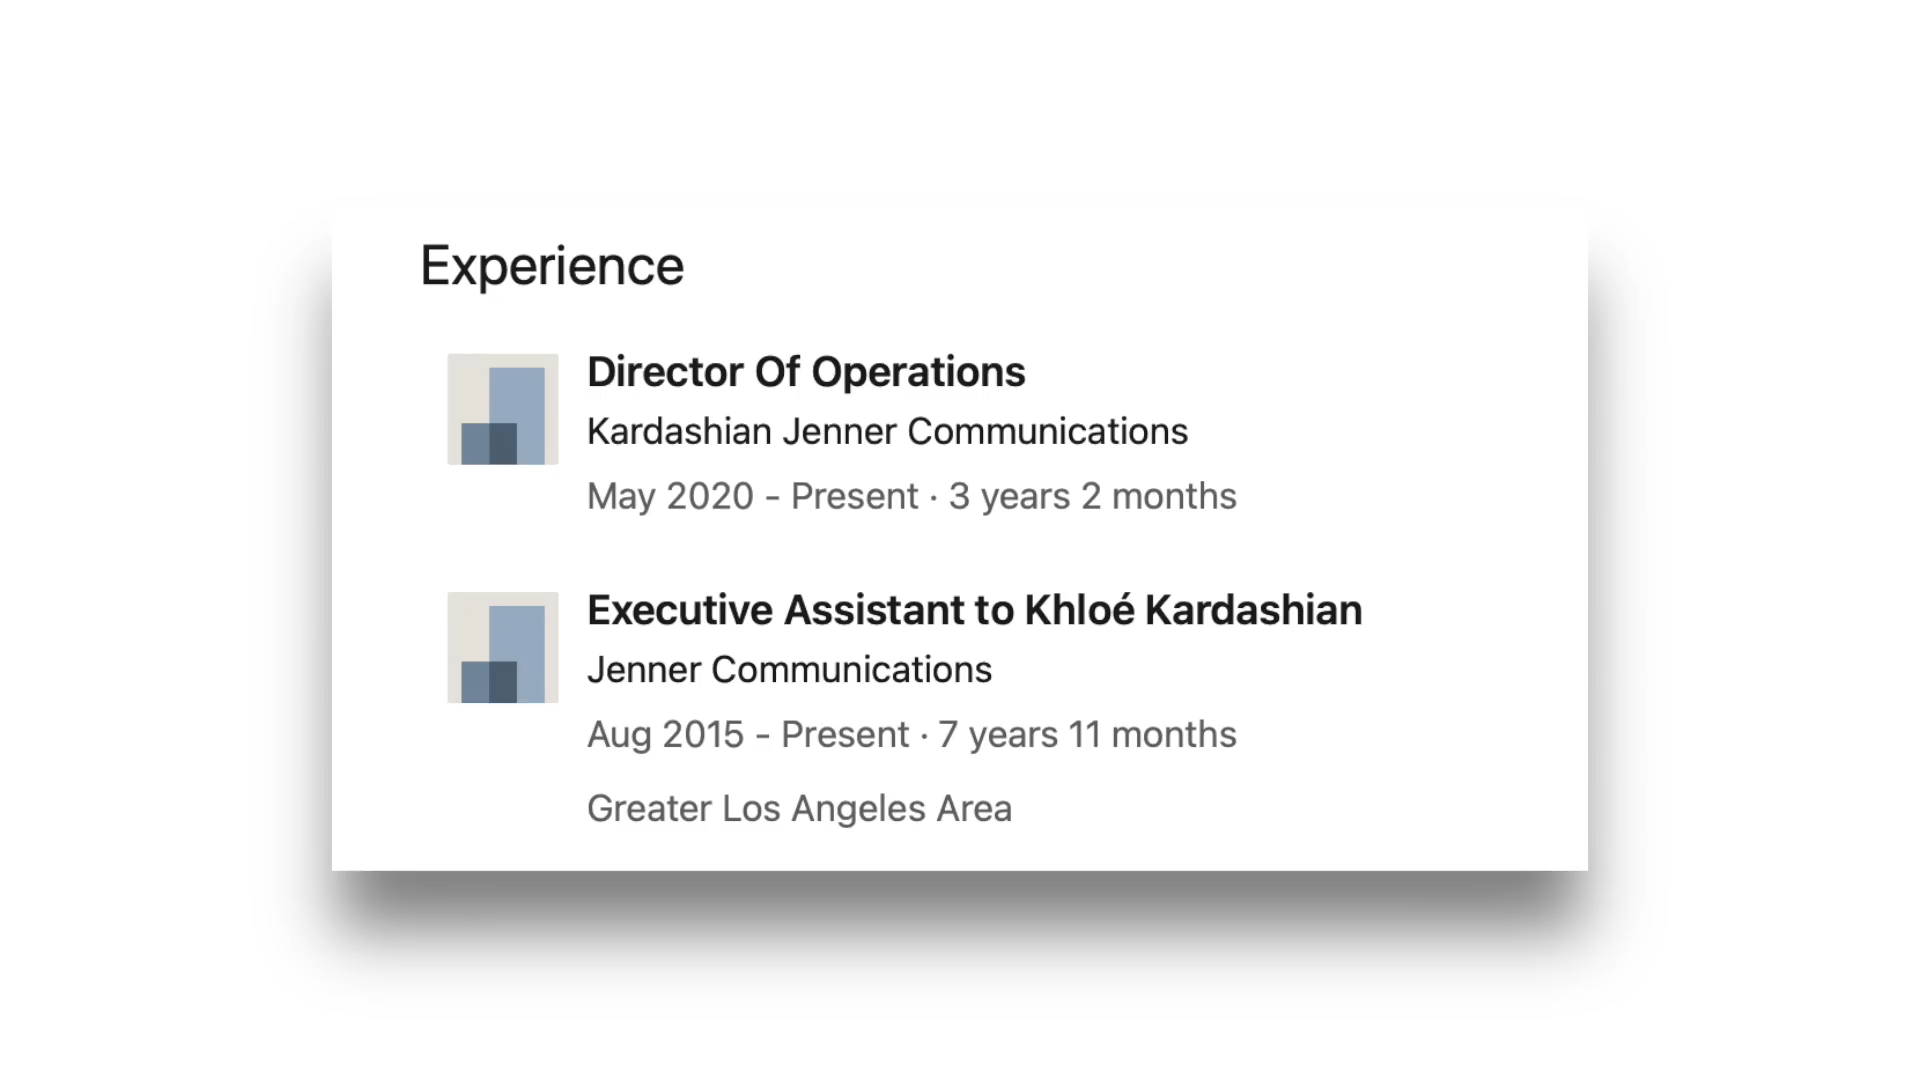 Experience
Director Of Operations
Kardashian Jenner Communications
May 2020 - Present · 3 years 2 months
Executive Assistant to Khloé Kardashian
Jenner Communications
Aug 2015 - Present · 7 years 11 months
Greater Los Angeles Area